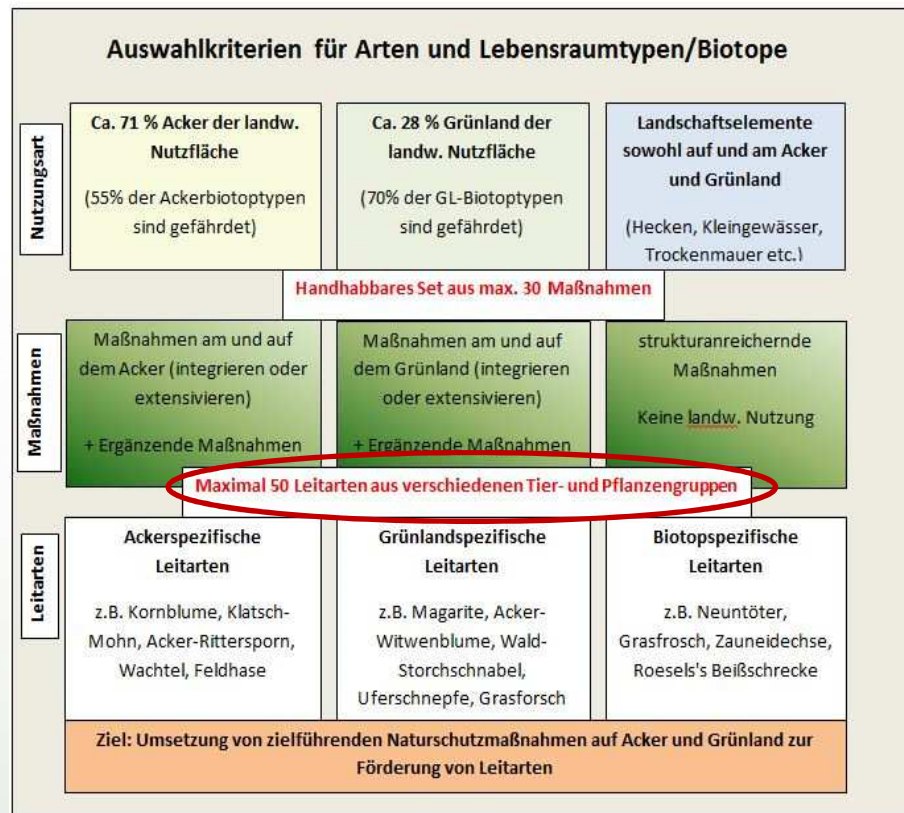 Auswahlkriterien für Arten und Lebensraumtypen/Biotope
Nutzungsart
Ca. 71 % Acker der landw.
Nutzfläche
(55% der Ackerbiotoptypen
sind gefährdet)
Ca. 28 % Grünland der
landw. Nutzfläche
(70% der GL-Biotoptypen
sind gefährdet)
Landschaftselemente
sowohl auf und am Acker
und Grünland
(Hecken, Kleingewässer,
Trockenmauer etc.)
Handhabbares Set aus max. 30 Maßnahmen
Maßnahmen
Maßnahmen am und auf
dem Acker (integrieren oder
extensivieren)
+ Ergänzende Maßnahmen
Maßnahmen am und auf
dem Grünland (integrieren
oder extensivieren)
+ Ergänzende Maßnahmen
strukturanreichernde
Maßnahmen
Keine landw. Nutzung
Maximal 50 Leitarten aus verschiedenen Tier- und Pflanzengruppen
Leitarten
Ackerspezifische
Leitarten
z.B. Kornblume, Klatsch-
Mohn, Acker-Rittersporn,
Wachtel, Feldhase
Grünlandspezifische
Leitarten
z.B. Magarite, Acker-
Witwenblume, Wald-
Storchschnabel,
Uferschnepfe, Grasforsch
Biotopspezifische
Leitarten
z.B. Neuntöter,
Grasfrosch, Zauneidechse,
Roesels's Beißschrecke
Ziel: Umsetzung von zielführenden Naturschutzmaßnahmen auf Acker und Grünland zur
Förderung von Leitarten